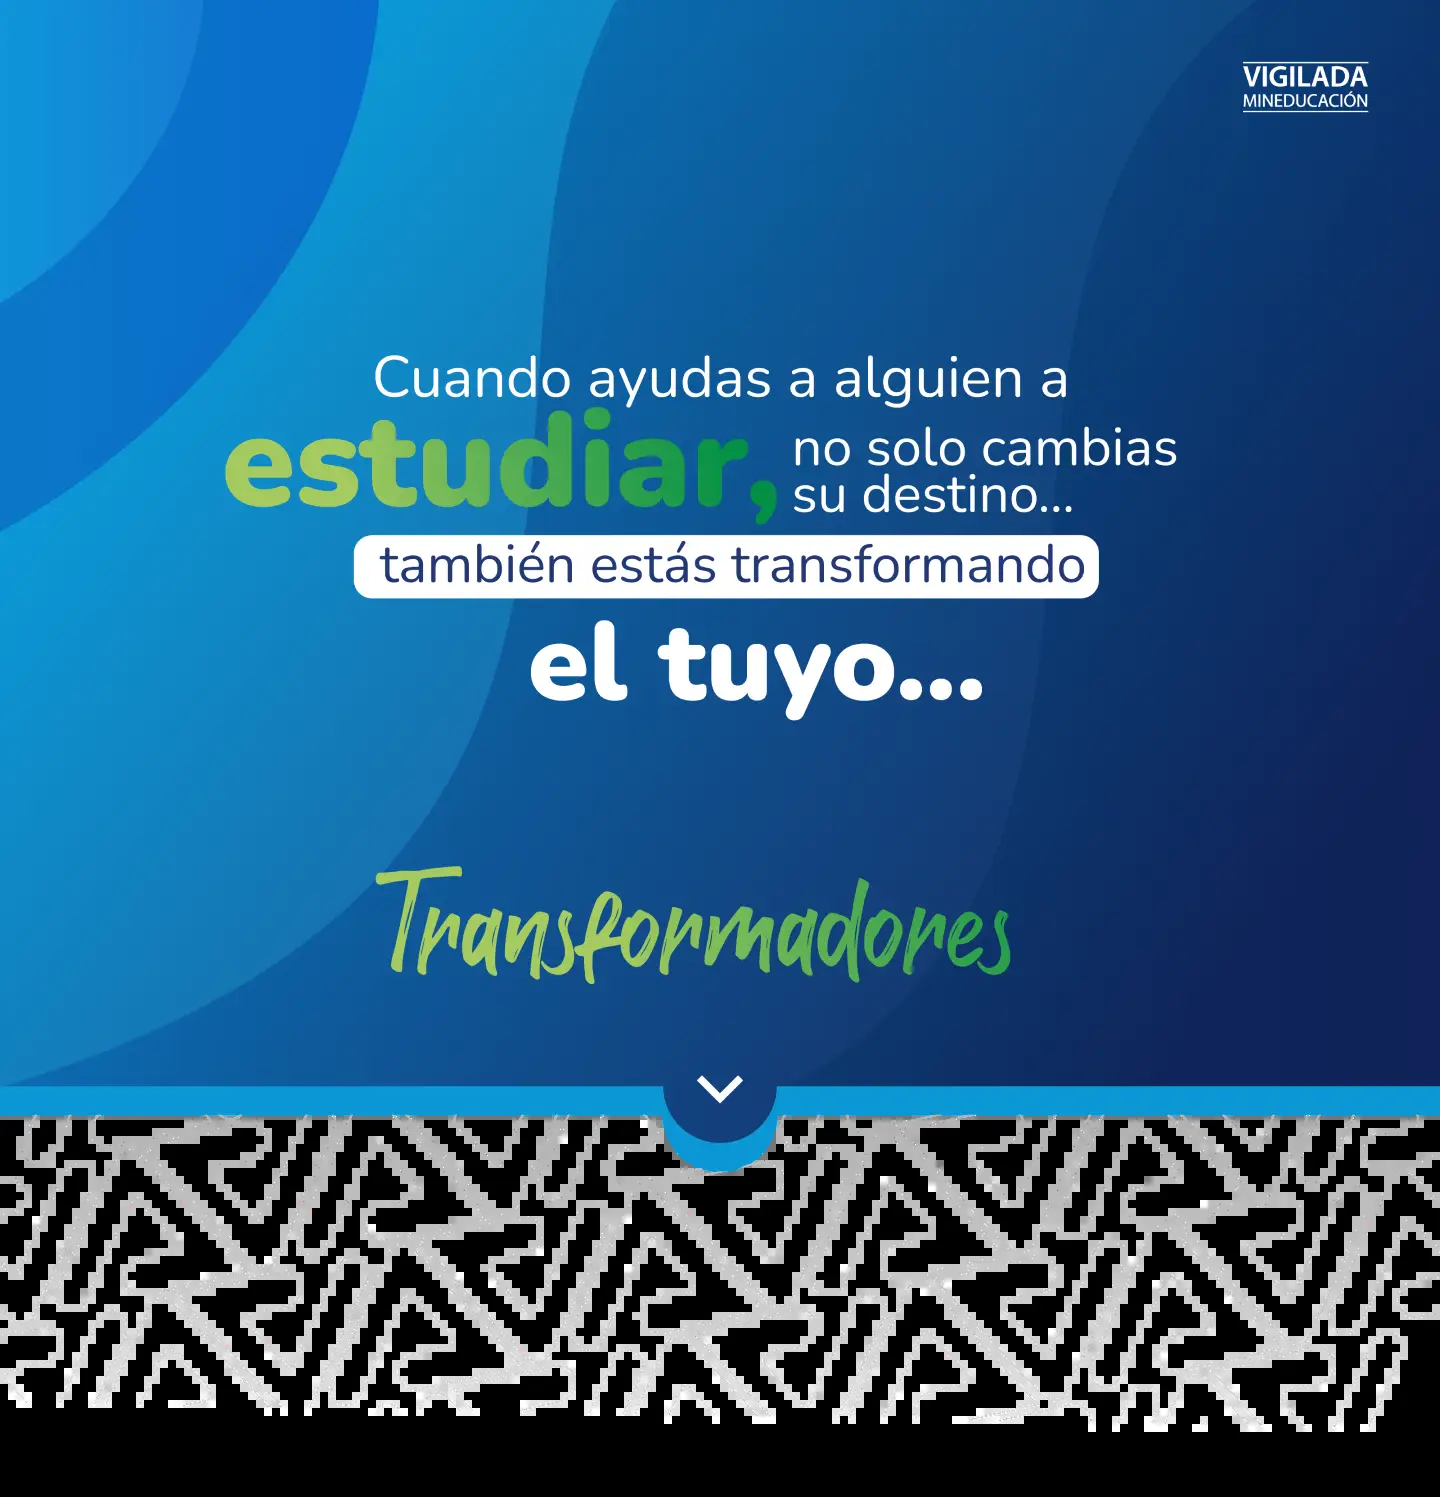 VIGILADA
MINEDUCACIÓN
Cuando ayudas a alguien a
estudiar, no solo cambias
su destino...
también estás transformando
el tuyo...
Transformadores